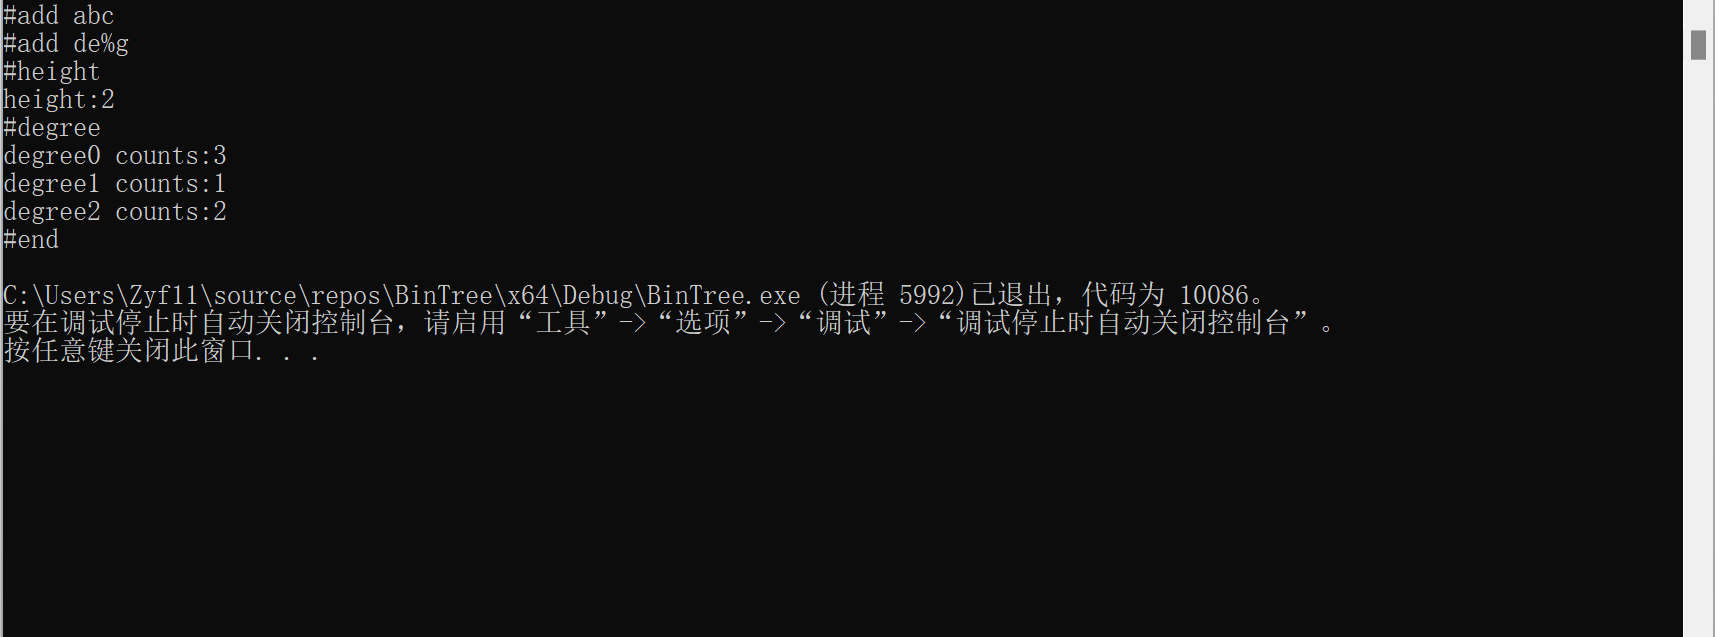 #add abc
#add de%g
#height
height:2
#degree
degree0 counts:3
degree1 counts:1
degree2 counts:2
#end
C:\Users\Zyf11\source\repos\BinTree\x64\Debug\BinTree.exe (进程 5992)已退出，代码为 10086。
要在调试停止时自动关闭控制台，请启用“工具”->“选项”->“调试”->“调试停止时自动关闭控制台”。
按任意键关闭此窗口. . .